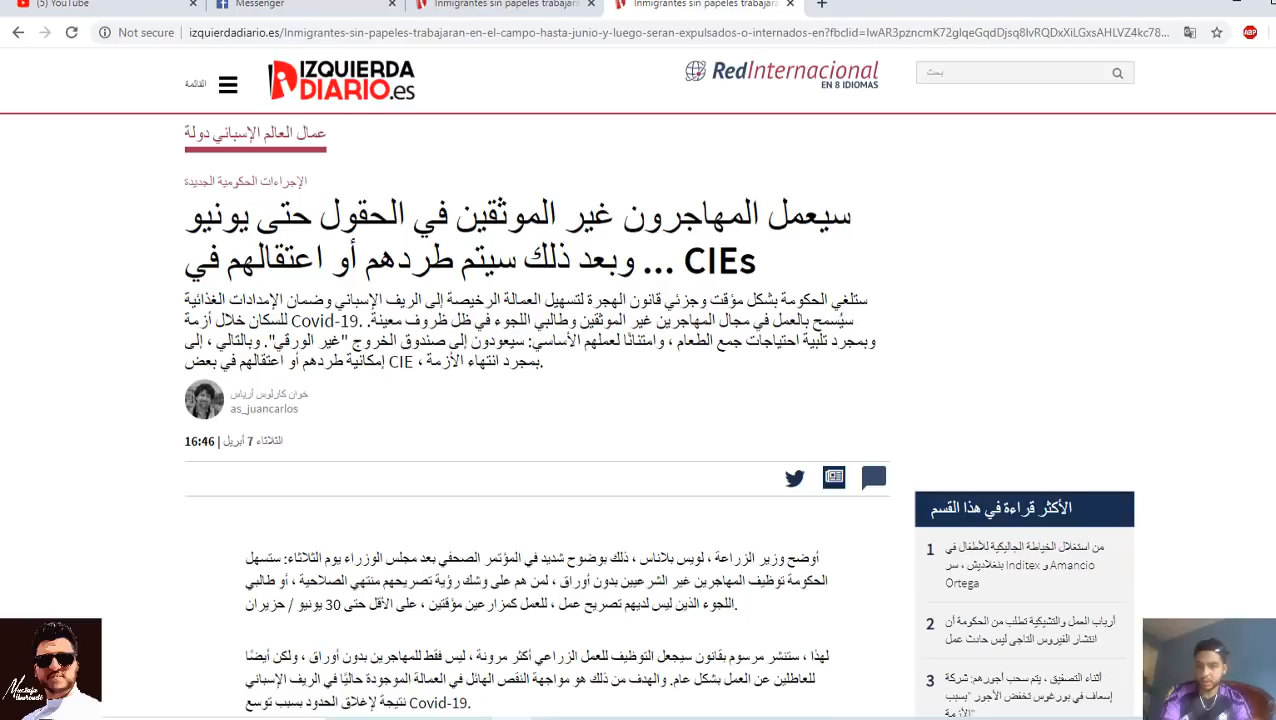 YouTube
Messenger
Inmigrantes sin papeles trabajara
Inmigrantes sin papeles trabajara
Not secure
izquierdadiario.es/Inmigrantes-sin-papeles-trabajaran-en-el-campo-hasta-junio-y-luego-seran-expulsados-o-internados-en?fbclid=
القائمة
IZQUIERDA
DIARIO.es
RedInternacional
EN 8 IDIOMAS
بحث
عمال العالم الإسباني دولة
الإجراءات الحكومية الجديدة
سيعمل المهاجرون غير الموثقين في الحقول حتى يونيو
وبعد ذلك سيتم طردهم أو اعتقالهم في ... CIEs
ستلغي الحكومة بشكل مؤقت وجزئي قانون الهجرة لتسهيل العمالة الرخيصة إلى الريف الإسباني وضمان الإمدادات الغذائية
للسكان خلال أزمة Covid-19. سيُسمح بالعمل في مجال المهاجرين غير الموثقين وطالبي اللجوء في ظل ظروف معينة.
وبمجرد تلبية احتياجات جمع الطعام ، وامتنانًا لعملهم الأساسي: سيعودون إلى صندوق الخروج "غير الورقي". وبالتالي ، إلى
إمكانية طردهم أو اعتقالهم في بعض CIE ، بمجرد انتهاء الأزمة.
خوان كارلوس أرياس
as_juancarlos
الثلاثاء 7 أبريل | 16:46
أوضح وزير الزراعة ، لويس بلاناس ، ذلك بوضوح شديد في المؤتمر الصحفي بعد مجلس الوزراء يوم الثلاثاء: ستسهل
الحكومة توظيف المهاجرين غير الشرعيين بدون أوراق ، لمن هم على وشك رؤية تصريحهم منتهي الصلاحية ، أو طالبي
اللجوء الذين ليس لديهم تصريح عمل ، للعمل كمزارعين مؤقتين ، على الأقل حتى 30 يونيو / حزيران.
لهذا ، ستنشر مرسوم بقانون سيجعل التوظيف للعمل الزراعي أكثر مرونة ، ليس فقط للمهاجرين بدون أوراق ، ولكن أيضًا
للعاطلين عن العمل بشكل عام. والهدف من ذلك هو مواجهة النقص الهائل في العمالة الموجودة حاليًا في الريف الإسباني
نتيجة لإغلاق الحدود بسبب توسع Covid-19.
الأكثر قراءة في هذا القسم
1 من استغلال الخياطة الجاليكية للأطفال في
بنغلاديش ، سر Inditex و Amancio
Ortega
2 أرباب العمل والتشيكية تطلب من الحكومة أن
انتشار الفيروس التاجي ليس حادث عمل
3 أثناء التصفيق ، يتم سحب أجورهم: شركة
إسعاف في بورغوس تخفض الأجور "بسبب
الأزمة"